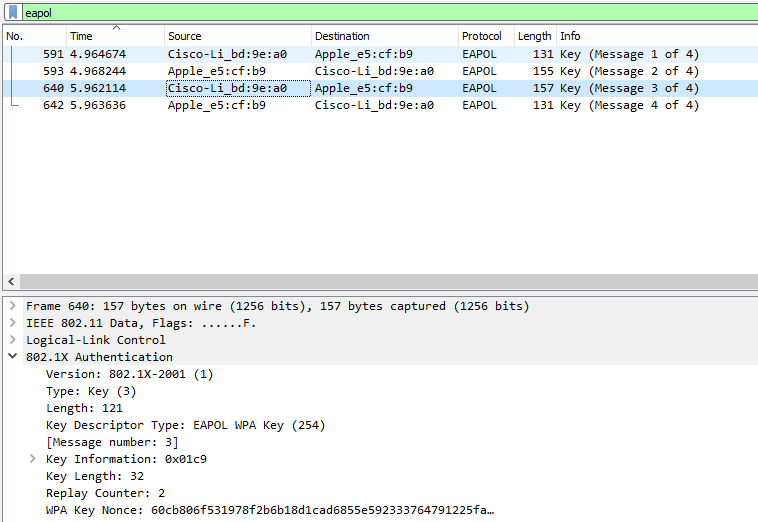 eapol
No. Time Source Destination Protocol Length Info
591 4.964674 Cisco-Li_bd:9e:a0 Apple_e5:cf:b9 EAPOL 131 Key (Message 1 of 4)
593 4.968244 Apple_e5:cf:b9 Cisco-Li_bd:9e:a0 EAPOL 155 Key (Message 2 of 4)
640 5.962114 Cisco-Li_bd:9e:a0 Apple_e5:cf:b9 EAPOL 157 Key (Message 3 of 4)
642 5.963636 Apple_e5:cf:b9 Cisco-Li_bd:9e:a0 EAPOL 131 Key (Message 4 of 4)
Frame 640: 157 bytes on wire (1256 bits), 157 bytes captured (1256 bits)
IEEE 802.11 Data, Flags: ......F.
Logical-Link Control
802.1X Authentication
Version: 802.1X-2001 (1)
Type: Key (3)
Length: 121
Key Descriptor Type: EAPOL WPA Key (254)
[Message number: 3]
Key Information: 0x01c9
Key Length: 32
Replay Counter: 2
WPA Key Nonce: 60cb806f531978f2b6b18d1cad6855e592333764791225fa…